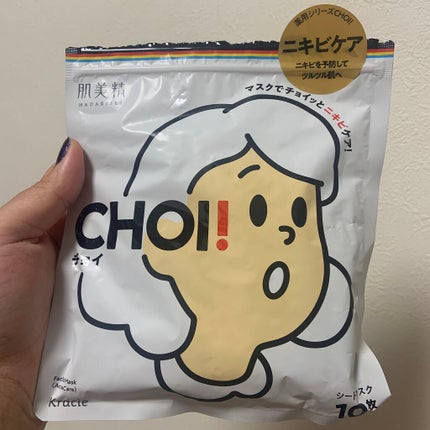 薬用シリーズCHOI!
ニキビケア
ニキビを予防して
ツルツル肌へ
肌美精
HADABISEI
マスクでチョイッとニキビケア!
CHOI!
チョイ
Facial Mask
(AcneCare)
Kracie
シートマスク
10枚